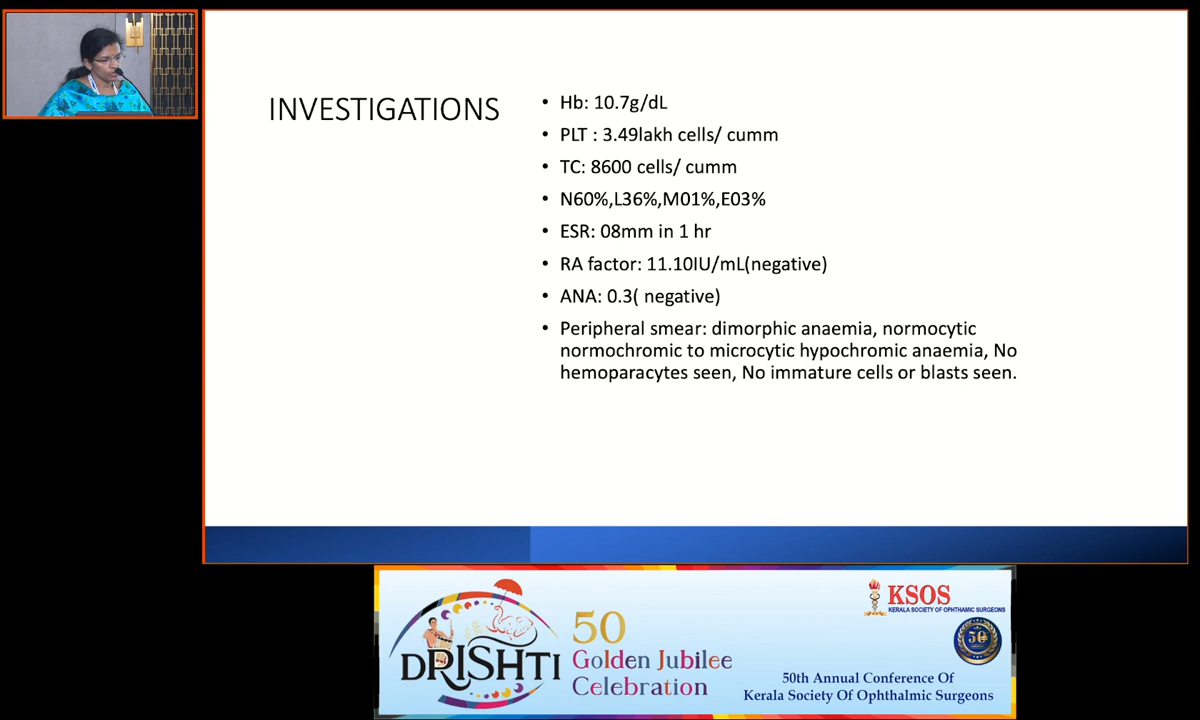 INVESTIGATIONS
• Hb: 10.7g/dL
• PLT : 3.49lakh cells/ cumm
• TC: 8600 cells/ cumm
• N60%,L36%,M01%,E03%
• ESR: 08mm in 1 hr
• RA factor: 11.10IU/mL(negative)
• ANA: 0.3( negative)
• Peripheral smear: dimorphic anaemia, normocytic
normochromic to microcytic hypochromic anaemia, No
hemoparacytes seen, No immature cells or blasts seen.
DRISHTI
50
Golden Jubilee
Celebration
KSOS
KERALA SOCIETY OF OPHTHAMIC SURGEONS
50
50th Annual Conference Of
Kerala Society Of Ophthalmic Surgeons